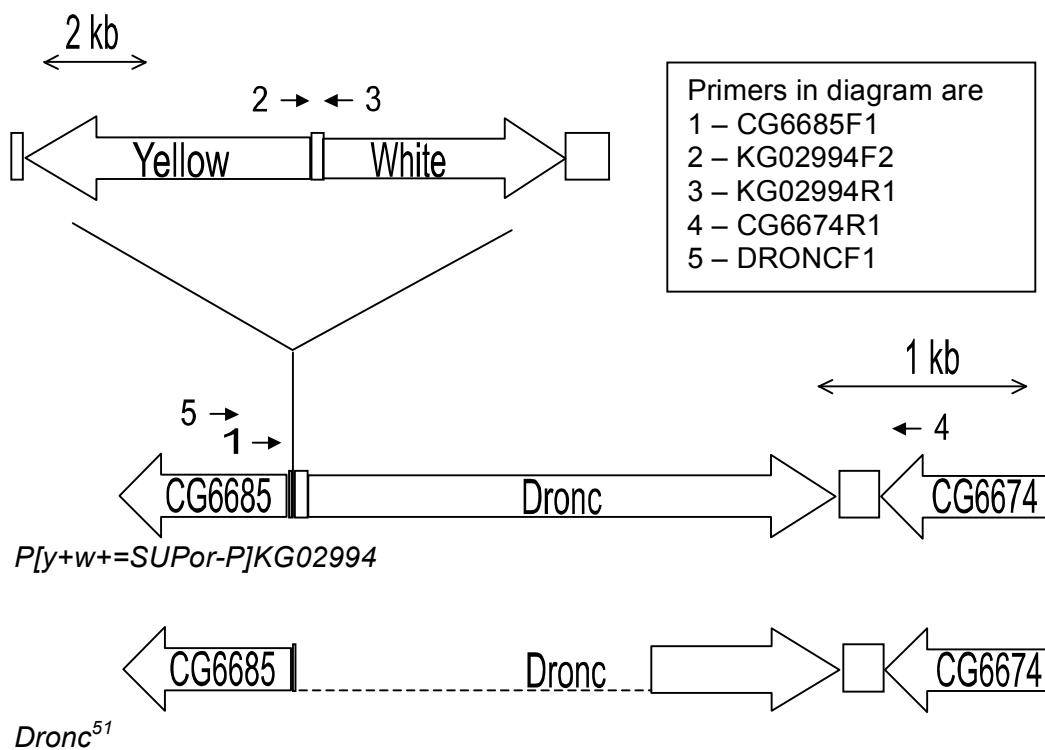 2 kb
2 → ← 3
Yellow White
Primers in diagram are
1 – CG6685F1
2 – KG02994F2
3 – KG02994R1
4 – CG6674R1
5 – DRONCF1
1 kb
5 →
1 →
← 4
CG6685 Dronc CG6674
P[y+w+=SUPor-P]KG02994
CG6685 Dronc CG6674
Dronc51